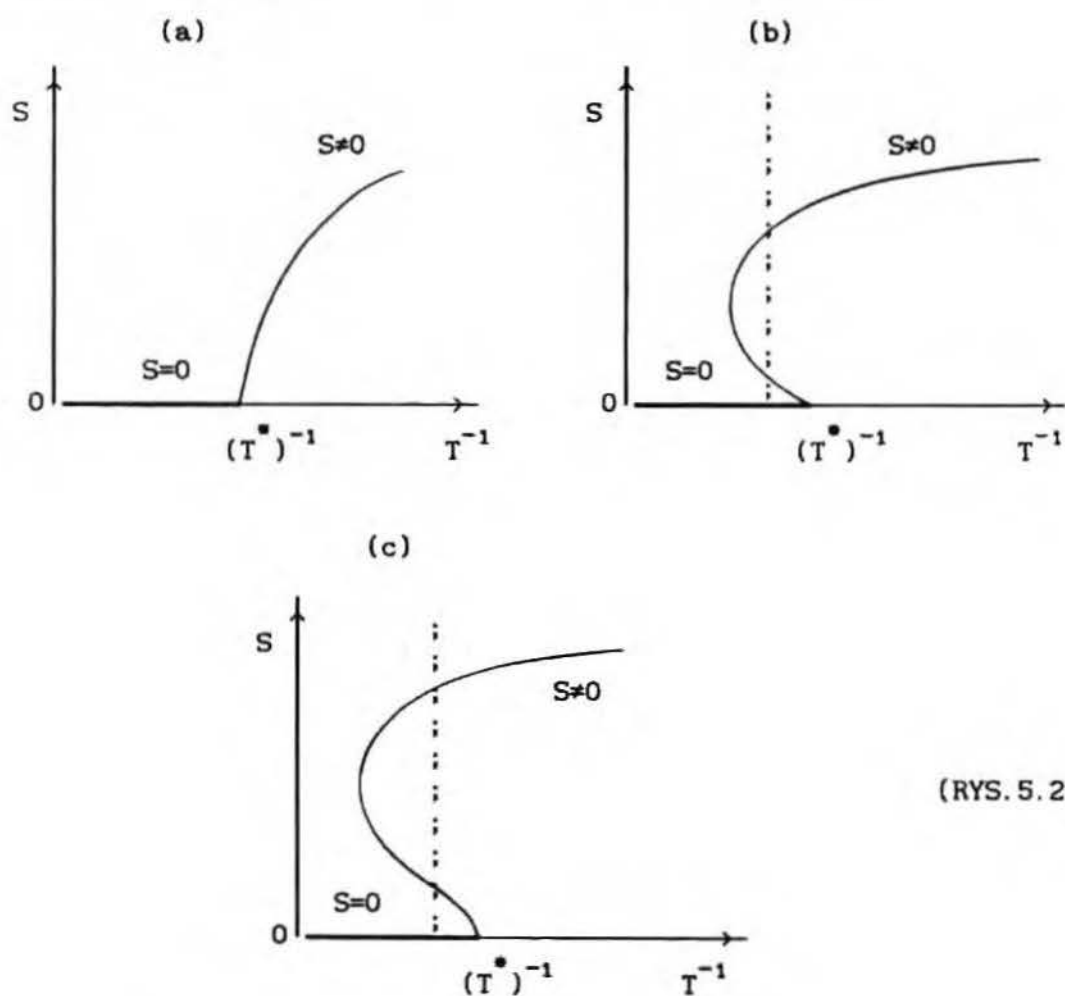 (a)
S
S≠0
S=0
0
(T*)⁻¹
T⁻¹
(b)
S
S≠0
S=0
0
(T*)⁻¹
T⁻¹
(c)
S
S≠0
S=0
0
(T*)⁻¹
T⁻¹
(RYS.5.2